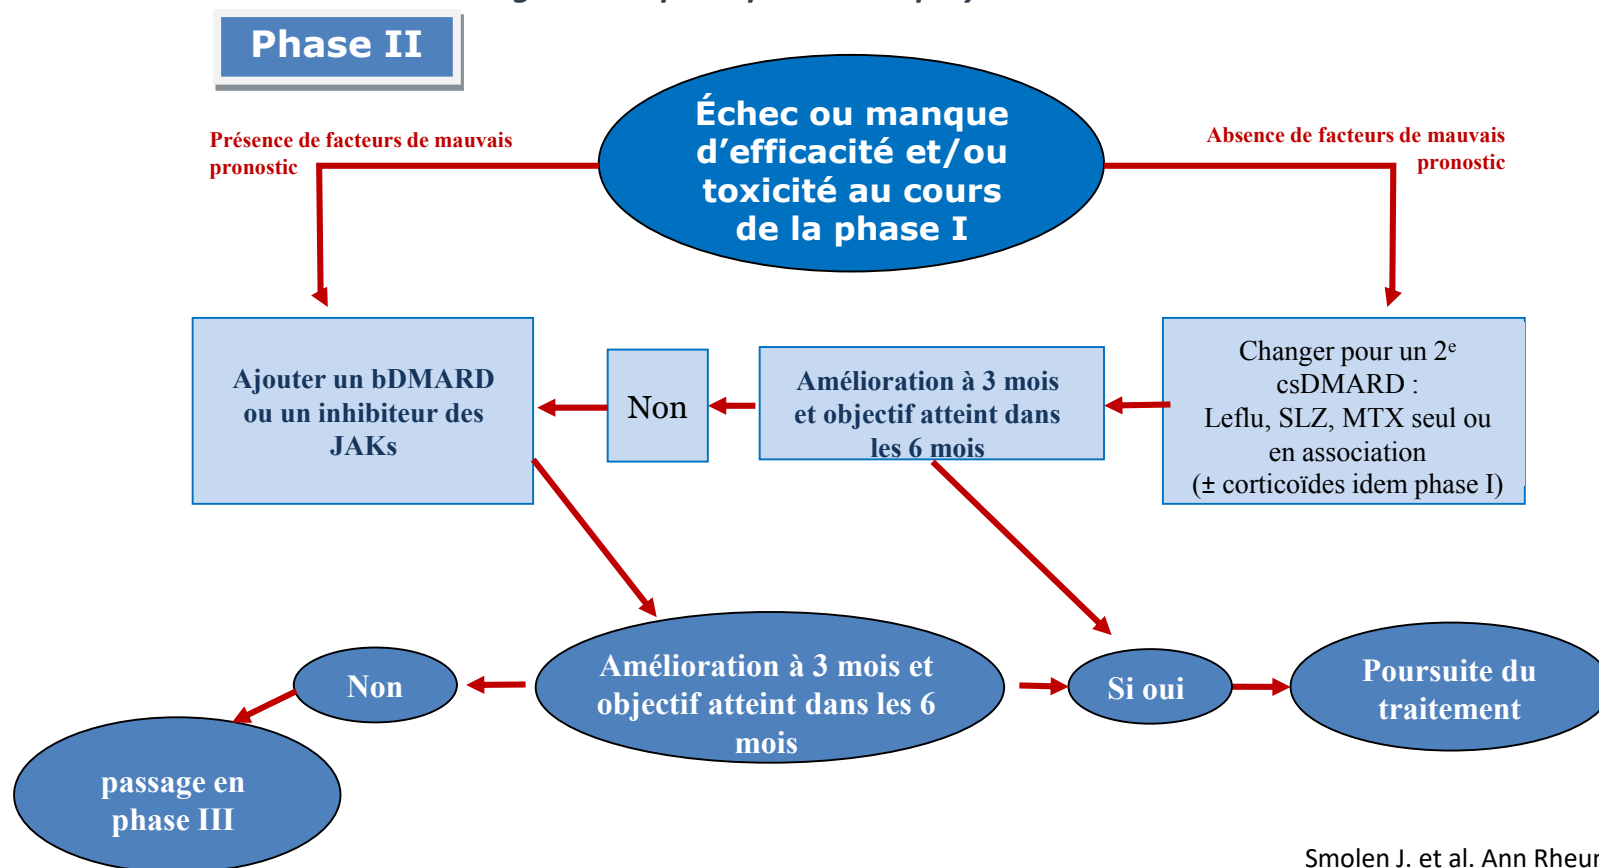 Phase II
Échec ou manque
d’efficacité et/ou
toxicité au cours
de la phase I
Présence de facteurs de mauvais
pronostic
Absence de facteurs de mauvais
pronostic
Ajouter un bDMARD
ou un inhibiteur des
JAKs
Non
Amélioration à 3 mois
et objectif atteint dans
les 6 mois
Changer pour un 2e
csDMARD :
Leflu, SLZ, MTX seul ou
en association
(± corticoïdes idem phase I)
Non
Amélioration à 3 mois et
objectif atteint dans les 6
mois
Si oui
Poursuite du
traitement
passage en
phase III
Smolen J. et al. Ann Rheum